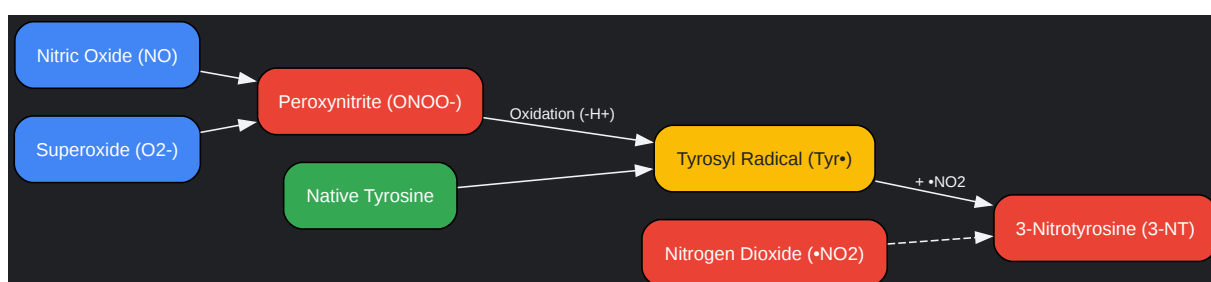 Nitric Oxide (NO)
Peroxynitrite (ONOO-)
Oxidation (-H+)
Superoxide (O2-)
Tyrosyl Radical (Tyr•)
Native Tyrosine
+ •NO2
3-Nitrotyrosine (3-NT)
Nitrogen Dioxide (•NO2)